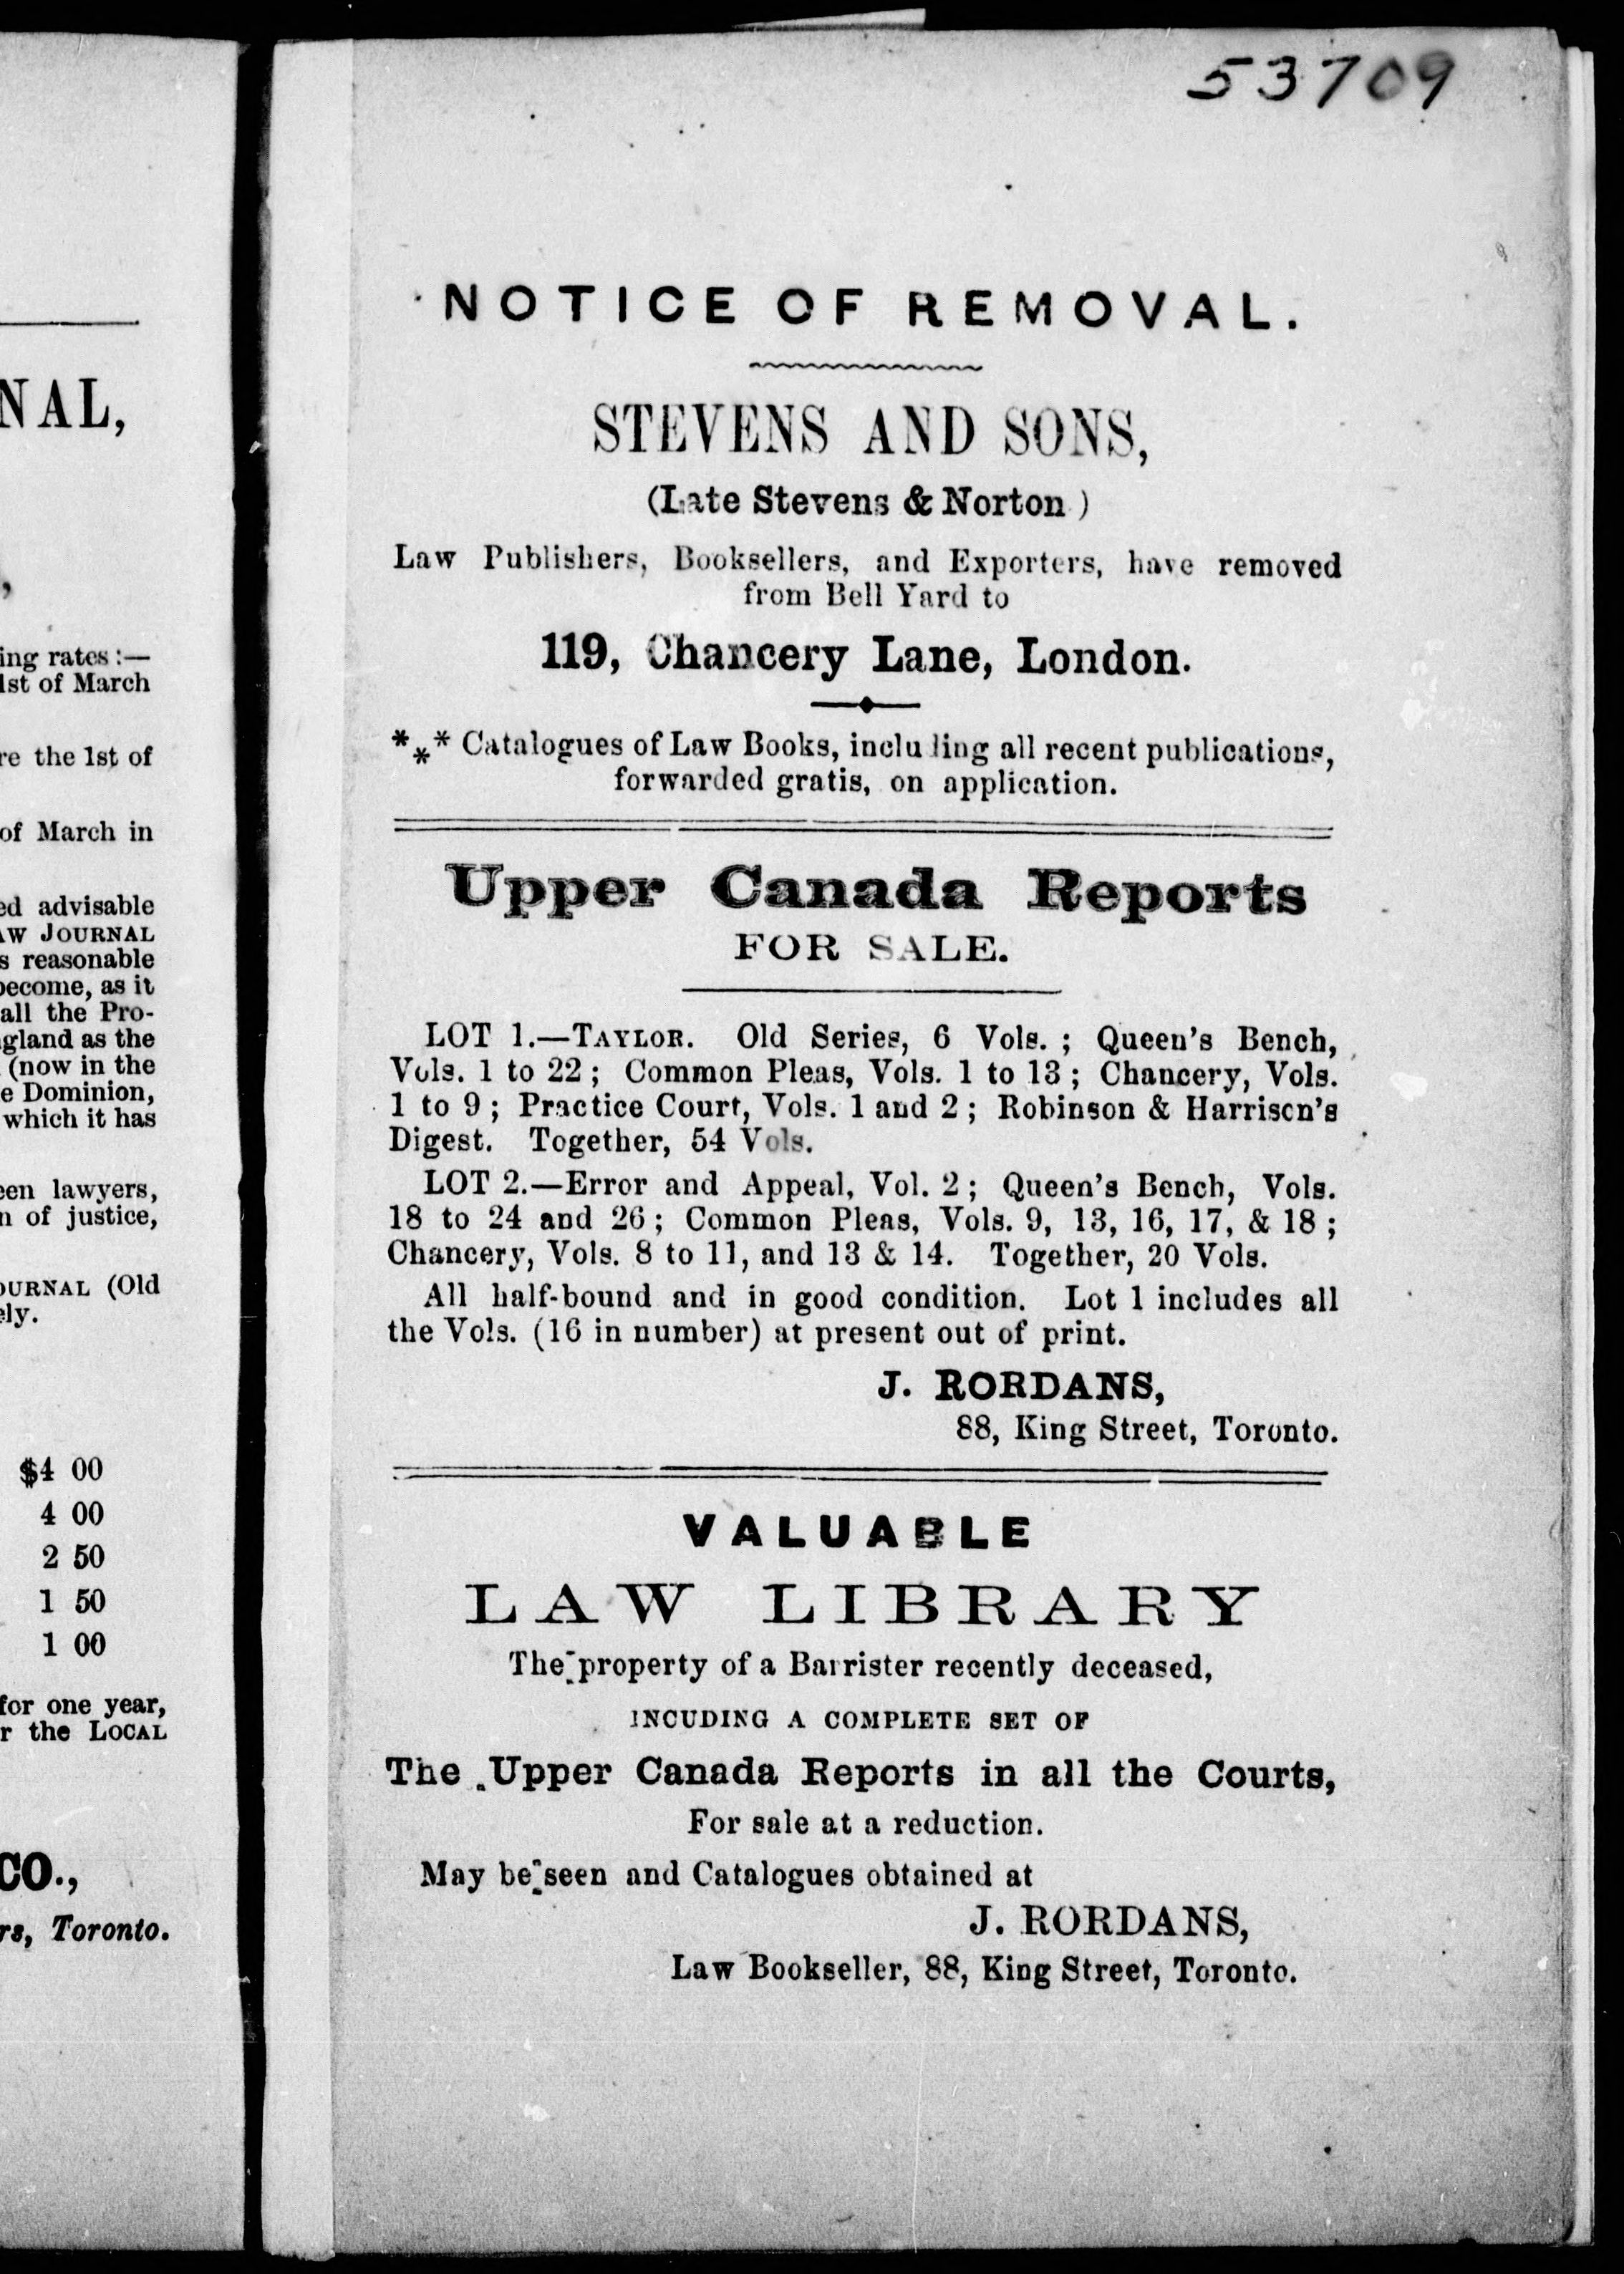 NAL,
,
ing rates :—
1st of March
re the 1st of
of March in
ed advisable
AW JOURNAL
s reasonable
become, as it
all the Pro-
gland as the
(now in the
e Dominion,
which it has
een lawyers,
n of justice,
OURNAL (Old
ely.
$4 00
4 00
2 50
1 50
1 00
for one year,
r the LOCAL
CO.,
rs, Toronto.
53709
NOTICE OF REMOVAL.
STEVENS AND SONS,
(Late Stevens & Norton )
Law Publishers, Booksellers, and Exporters, have removed
from Bell Yard to
119, Chancery Lane, London.
*⁎* Catalogues of Law Books, including all recent publications,
forwarded gratis, on application.
Upper Canada Reports
FOR SALE.
LOT 1.—TAYLOR. Old Series, 6 Vols. ; Queen's Bench,
Vols. 1 to 22 ; Common Pleas, Vols. 1 to 13 ; Chancery, Vols.
1 to 9 ; Practice Court, Vols. 1 and 2 ; Robinson & Harrison's
Digest. Together, 54 Vols.
LOT 2.—Error and Appeal, Vol. 2 ; Queen's Bench, Vols.
18 to 24 and 26 ; Common Pleas, Vols. 9, 13, 16, 17, & 18 ;
Chancery, Vols. 8 to 11, and 13 & 14. Together, 20 Vols.
All half-bound and in good condition. Lot 1 includes all
the Vols. (16 in number) at present out of print.
J. RORDANS,
88, King Street, Toronto.
VALUABLE
LAW LIBRARY
The property of a Barrister recently deceased,
INCUDING A COMPLETE SET OF
The Upper Canada Reports in all the Courts,
For sale at a reduction.
May be seen and Catalogues obtained at
J. RORDANS,
Law Bookseller, 88, King Street, Toronto.